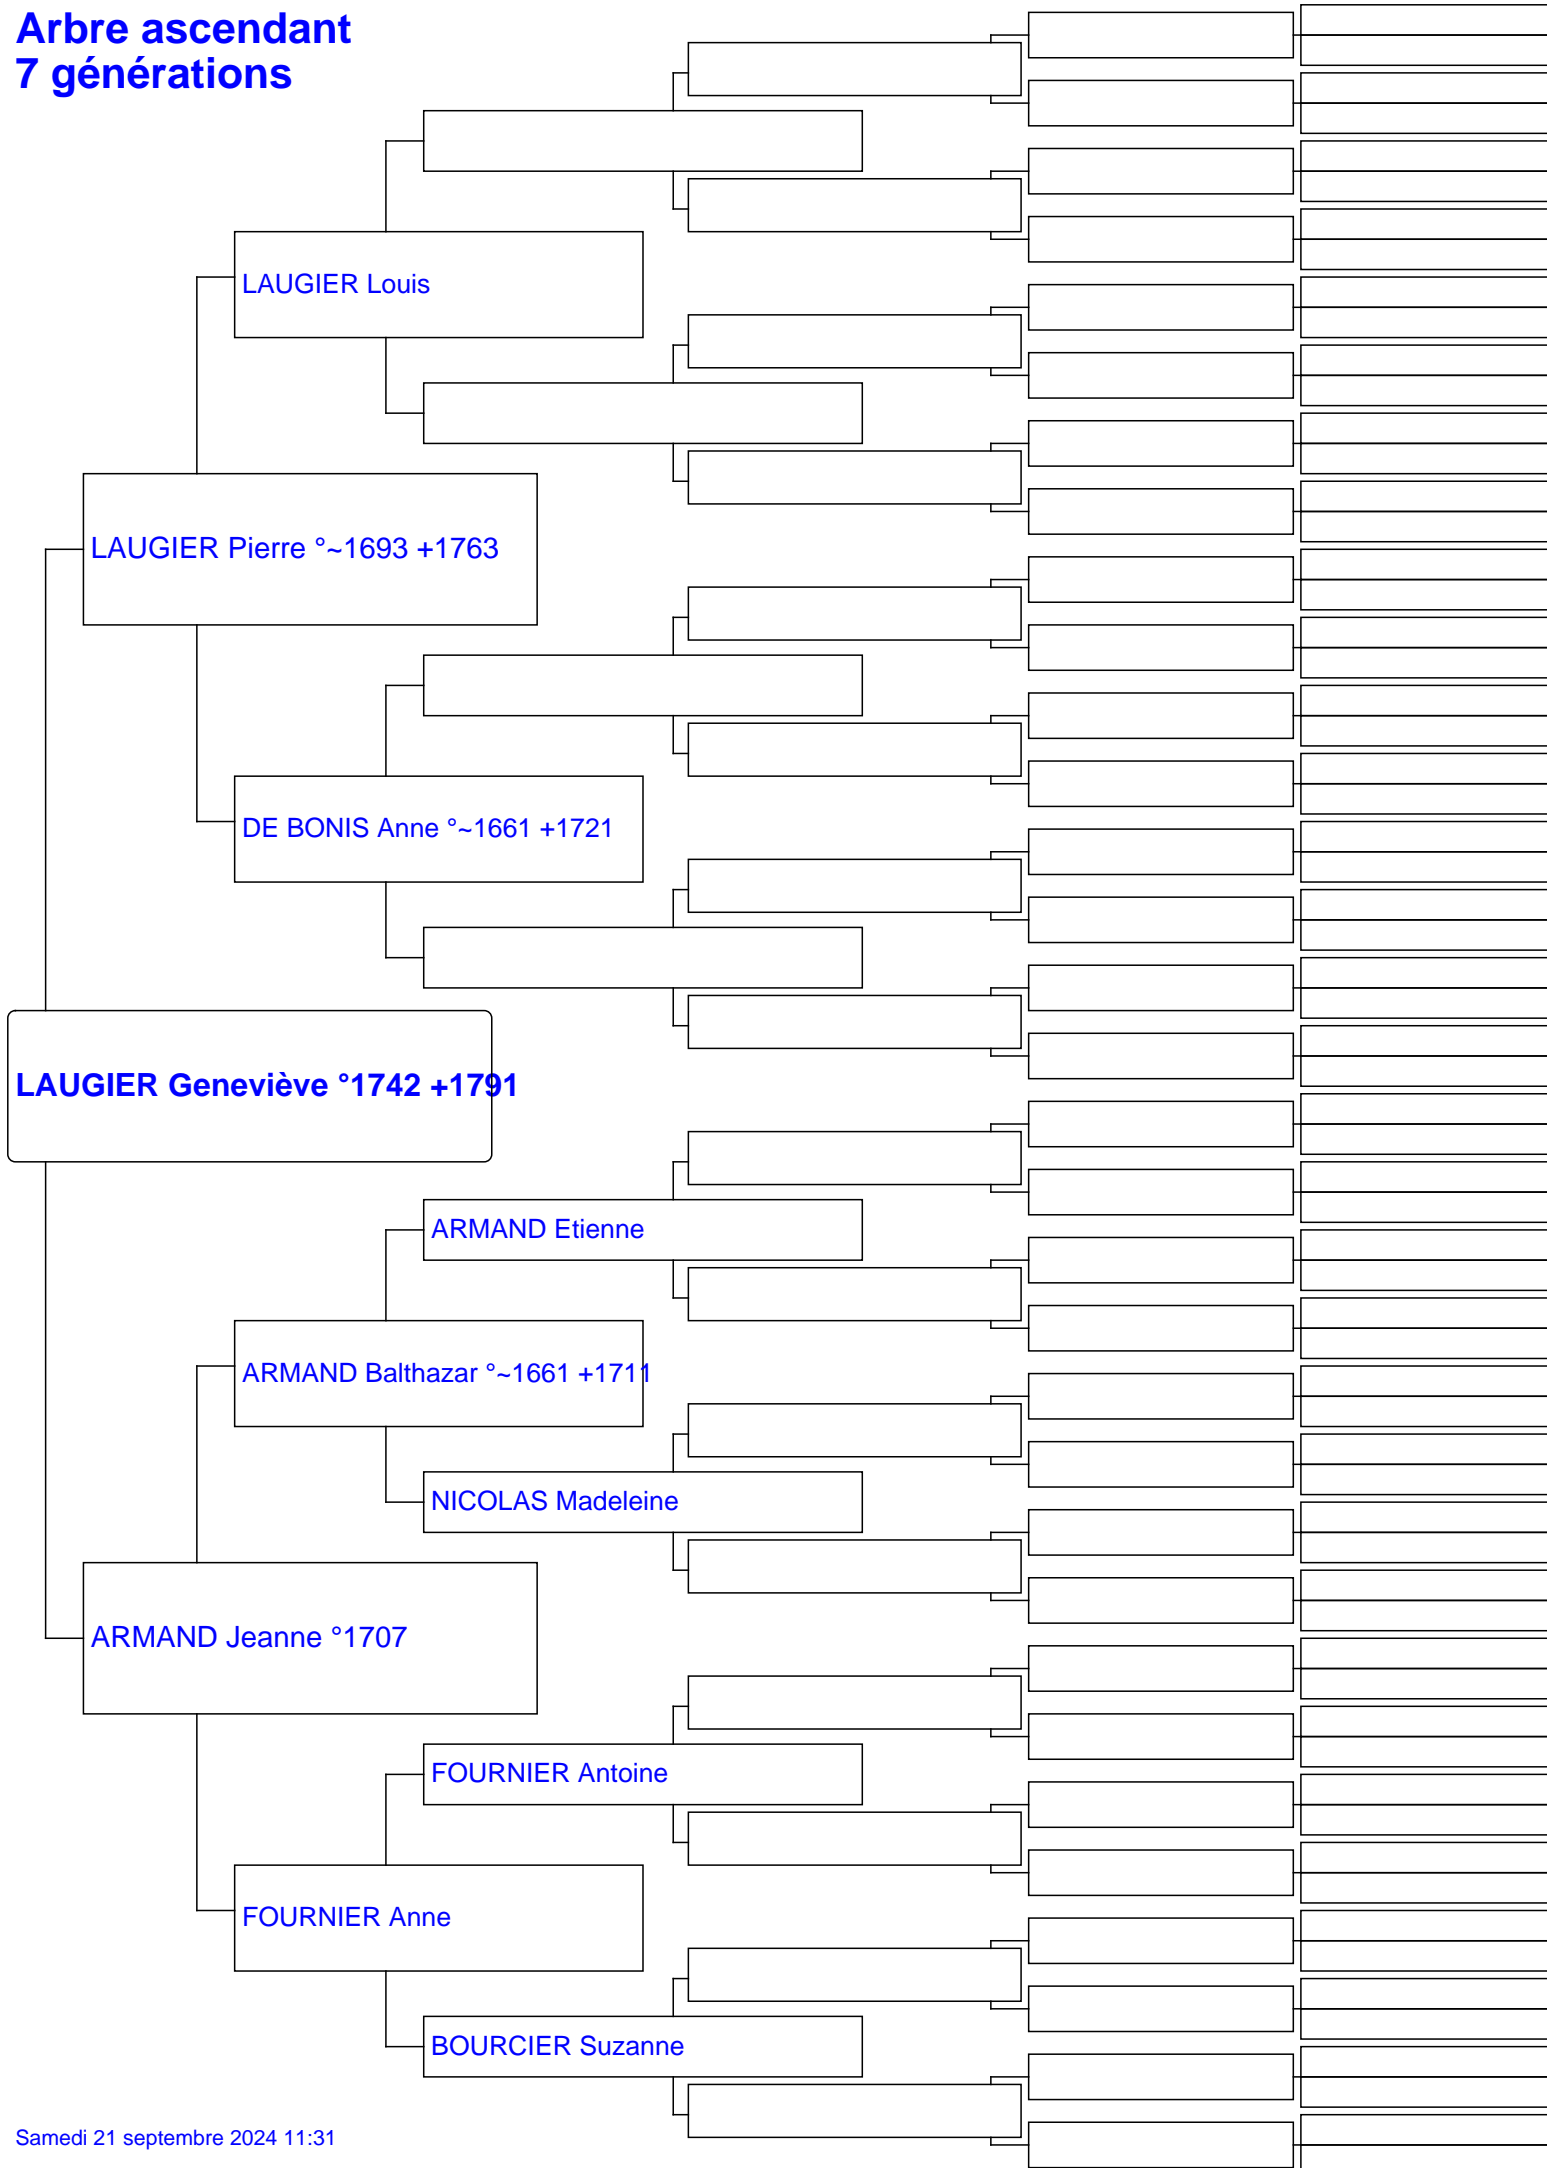 Arbre ascendant
7 générations
LAUGIER Louis
LAUGIER Pierre °~1693 +1763
DE BONIS Anne °~1661 +1721
LAUGIER Geneviève °1742 +1791
ARMAND Etienne
ARMAND Balthazar °~1661 +1711
NICOLAS Madeleine
ARMAND Jeanne °1707
FOURNIER Antoine
FOURNIER Anne
BOURCIER Suzanne
Samedi 21 septembre 2024 11:31